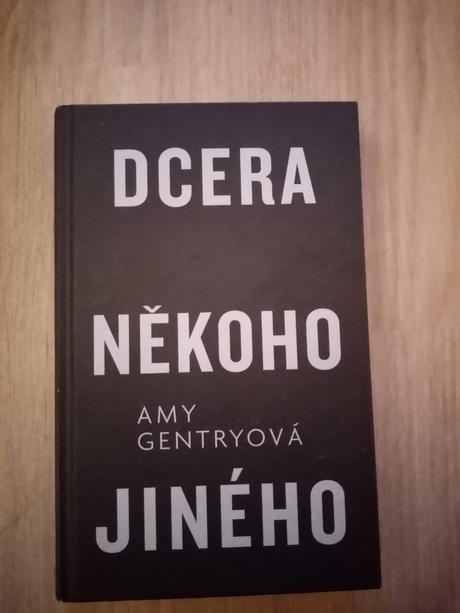 DCERA
NĚKOHO
AMY
GENTRYOVÁ
JINÉHO